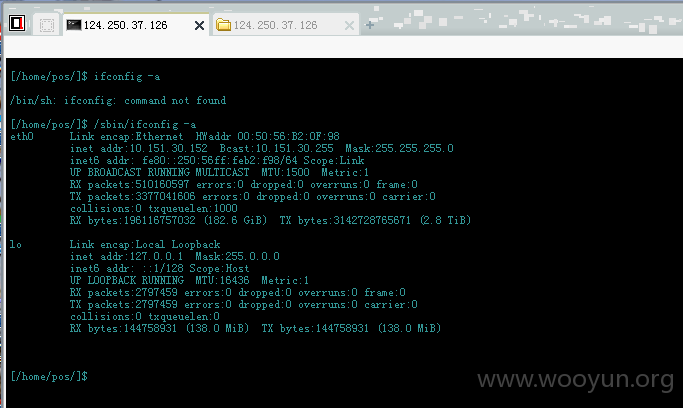 124.250.37.126 124.250.37.126
[/home/pos/]$ ifconfig -a
/bin/sh: ifconfig: command not found
[/home/pos/]$ /sbin/ifconfig -a
eth0 Link encap:Ethernet HWaddr 00:50:56:B2:0F:98
inet addr:10.151.30.152 Bcast:10.151.30.255 Mask:255.255.255.0
inet6 addr: fe80::250:56ff:feb2:f98/64 Scope:Link
UP BROADCAST RUNNING MULTICAST MTU:1500 Metric:1
RX packets:510160597 errors:0 dropped:0 overruns:0 frame:0
TX packets:3377041606 errors:0 dropped:0 overruns:0 carrier:0
collisions:0 txqueuelen:1000
RX bytes:196116757032 (182.6 GiB) TX bytes:3142728765671 (2.8 TiB)
lo Link encap:Local Loopback
inet addr:127.0.0.1 Mask:255.0.0.0
inet6 addr: ::1/128 Scope:Host
UP LOOPBACK RUNNING MTU:16436 Metric:1
RX packets:2797459 errors:0 dropped:0 overruns:0 frame:0
TX packets:2797459 errors:0 dropped:0 overruns:0 carrier:0
collisions:0 txqueuelen:0
RX bytes:144758931 (138.0 MiB) TX bytes:144758931 (138.0 MiB)
[/home/pos/]$
www.wooyun.org